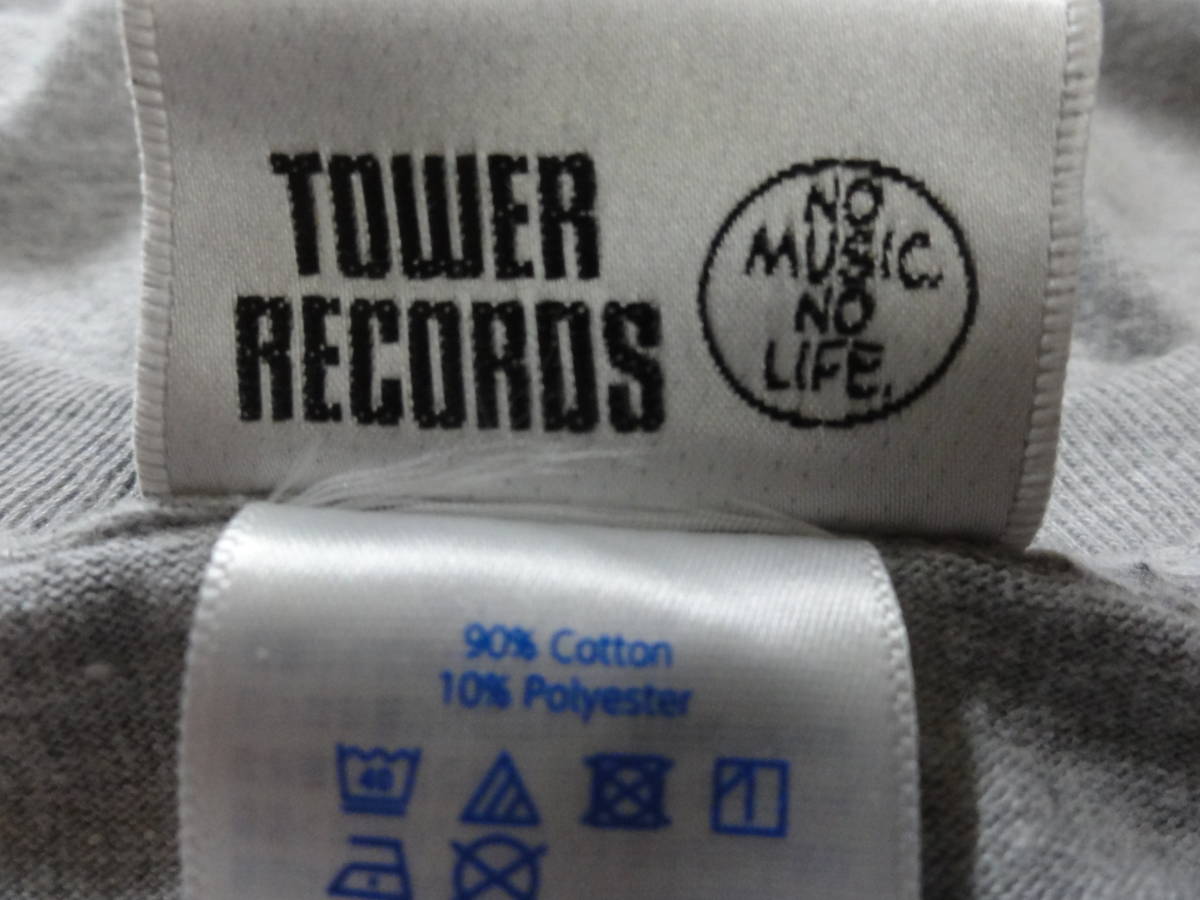 TOWER
RECORDS
NO
MUSIC.
NO
LIFE.
90% Cotton
10% Polyester
40